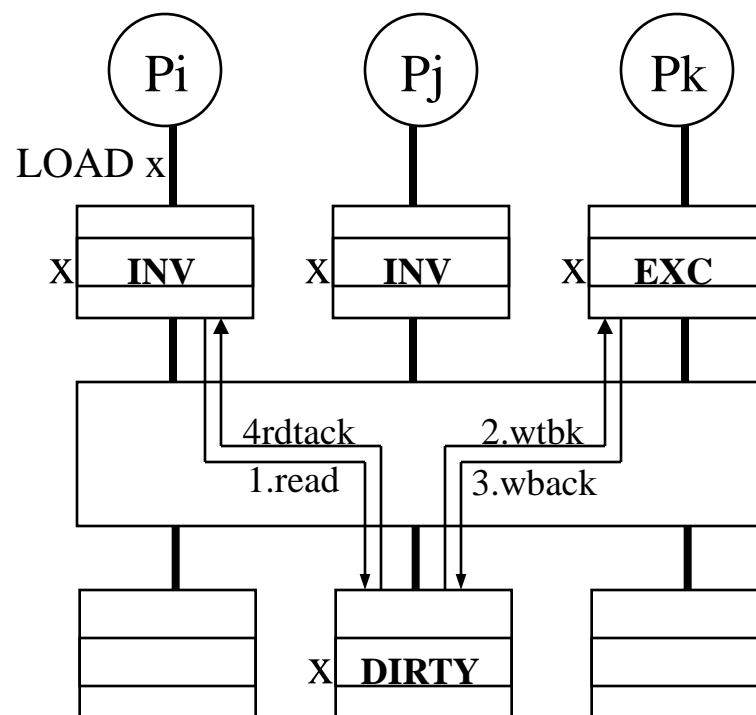 Pi Pj Pk
LOAD x
X INV X INV X EXC
4rdtack 2.wtbk
1.read 3.wback
X DIRTY